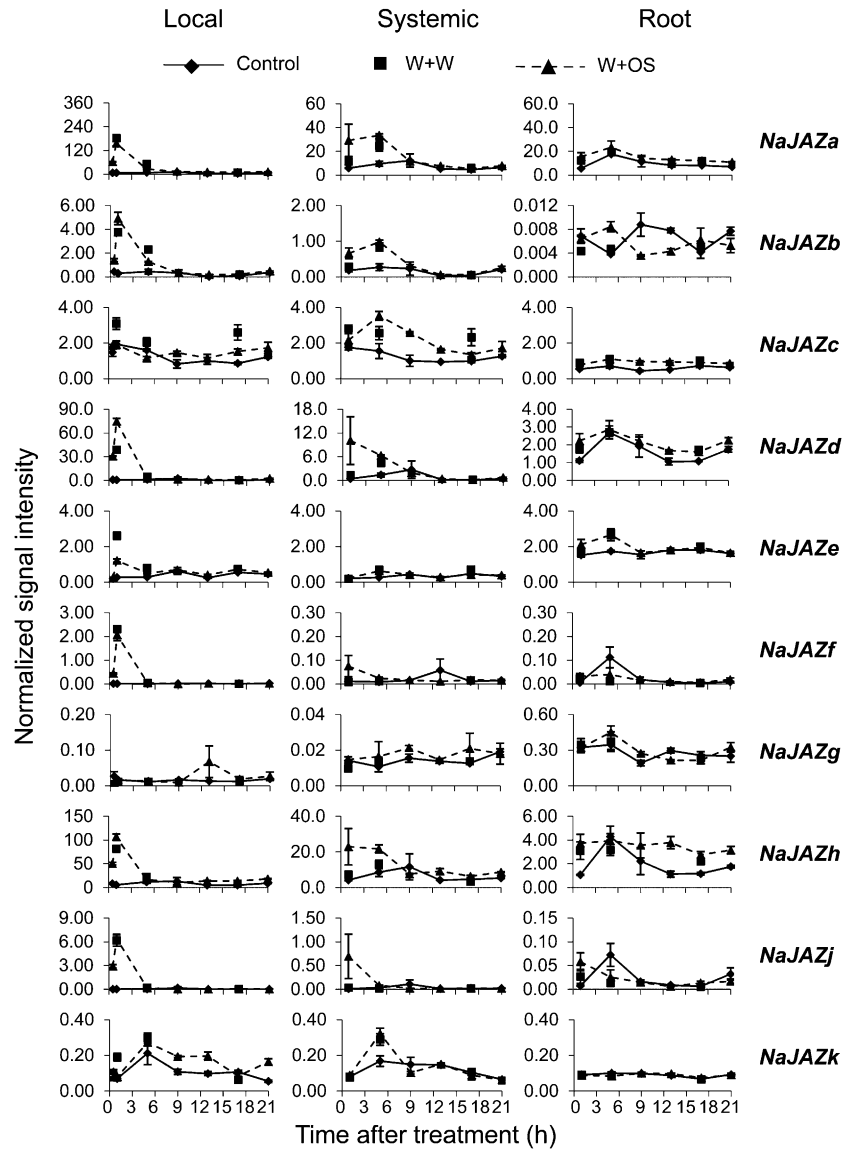 Local Systemic Root
Control W+W W+OS
360 60 60.0
240 40 40.0
120 20 20.0
0 0 0.0
NaJAZa
6.00 2.00 0.012
4.00 0.008
2.00 1.00 0.004
0.00 0.00 0.000
NaJAZb
4.00 4.00 4.00
2.00 2.00 2.00
0.00 0.00 0.00
NaJAZc
90.0 18.0 4.00
60.0 12.0 3.00
30.0 6.0 2.00
1.00
0.0 0.0 0.00
NaJAZd
4.00 4.00 4.00
2.00 2.00 2.00
0.00 0.00 0.00
NaJAZe
3.00 0.30 0.30
2.00 0.20 0.20
1.00 0.10 0.10
0.00 0.00 0.00
NaJAZf
0.20 0.04 0.60
0.10 0.02 0.30
0.00 0.00 0.00
NaJAZg
150 40.0 6.00
100 4.00
50 20.0 2.00
0 0.0 0.00
NaJAZh
9.00 1.50 0.15
6.00 1.00 0.10
3.00 0.50 0.05
0.00 0.00 0.00
NaJAZj
0.40 0.40 0.40
0.20 0.20 0.20
0.00 0.00 0.00
NaJAZk
0 3 6 9 12 15 18 21 0 3 6 9 12 15 18 21 0 3 6 9 12 15 18 21
Time after treatment (h)
Normalized signal intensity